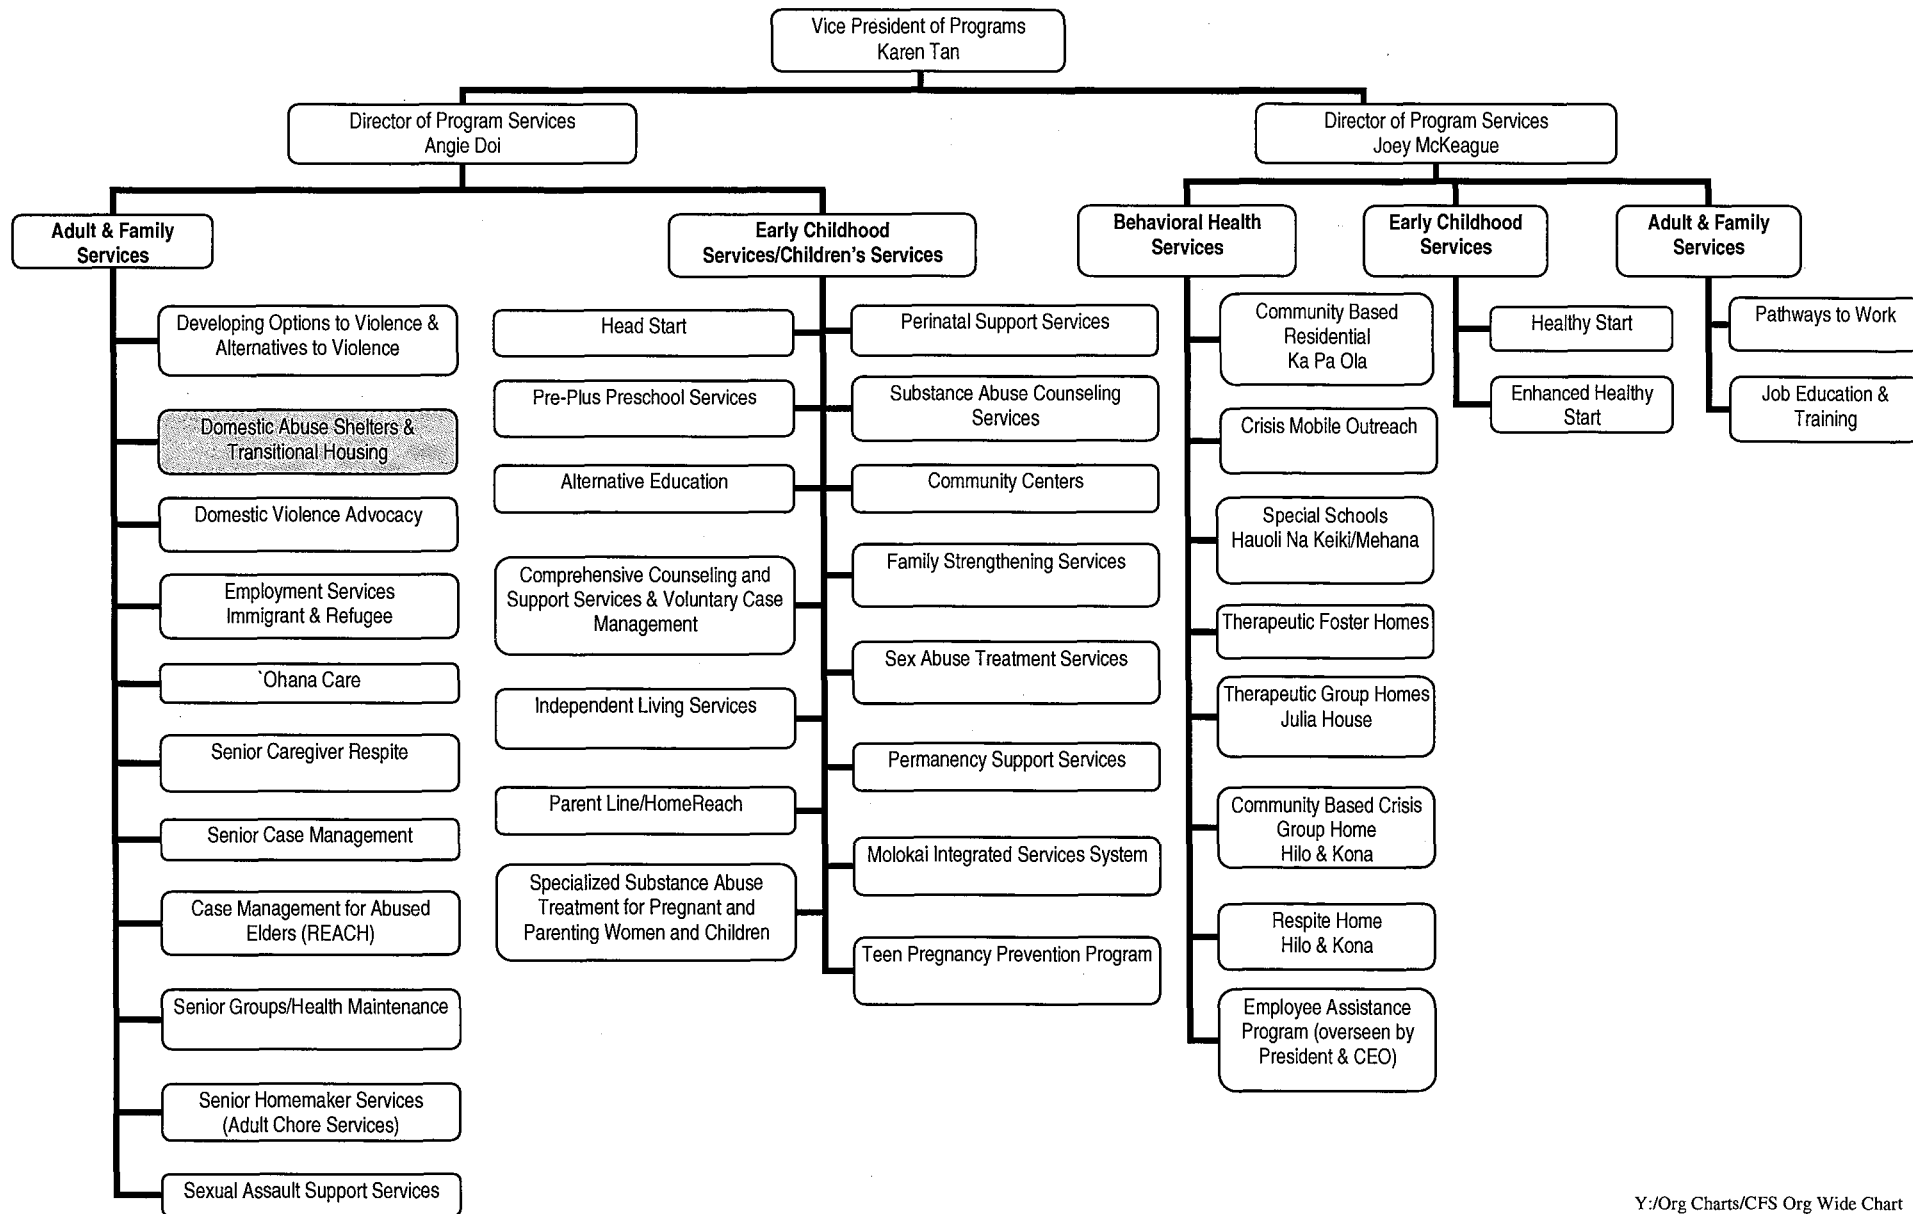 Vice President of Programs
Karen Tan
Director of Program Services
Angie Doi
Director of Program Services
Joey McKeague
Adult & Family
Services
Early Childhood
Services/Children's Services
Behavioral Health
Services
Early Childhood
Services
Adult & Family
Services
Developing Options to Violence &
Alternatives to Violence
Domestic Abuse Shelters &
Transitional Housing
Domestic Violence Advocacy
Employment Services
Immigrant & Refugee
`Ohana Care
Senior Caregiver Respite
Senior Case Management
Case Management for Abused
Elders (REACH)
Senior Groups/Health Maintenance
Senior Homemaker Services
(Adult Chore Services)
Sexual Assault Support Services
Head Start
Pre-Plus Preschool Services
Alternative Education
Comprehensive Counseling and
Support Services & Voluntary Case
Management
Independent Living Services
Parent Line/HomeReach
Specialized Substance Abuse
Treatment for Pregnant and
Parenting Women and Children
Perinatal Support Services
Substance Abuse Counseling
Services
Community Centers
Family Strengthening Services
Sex Abuse Treatment Services
Permanency Support Services
Molokai Integrated Services System
Teen Pregnancy Prevention Program
Community Based
Residential
Ka Pa Ola
Crisis Mobile Outreach
Special Schools
Hauoli Na Keiki/Mehana
Therapeutic Foster Homes
Therapeutic Group Homes
Julia House
Community Based Crisis
Group Home
Hilo & Kona
Respite Home
Hilo & Kona
Employee Assistance
Program (overseen by
President & CEO)
Healthy Start
Enhanced Healthy
Start
Pathways to Work
Job Education &
Training
Y:/Org Charts/CFS Org Wide Chart